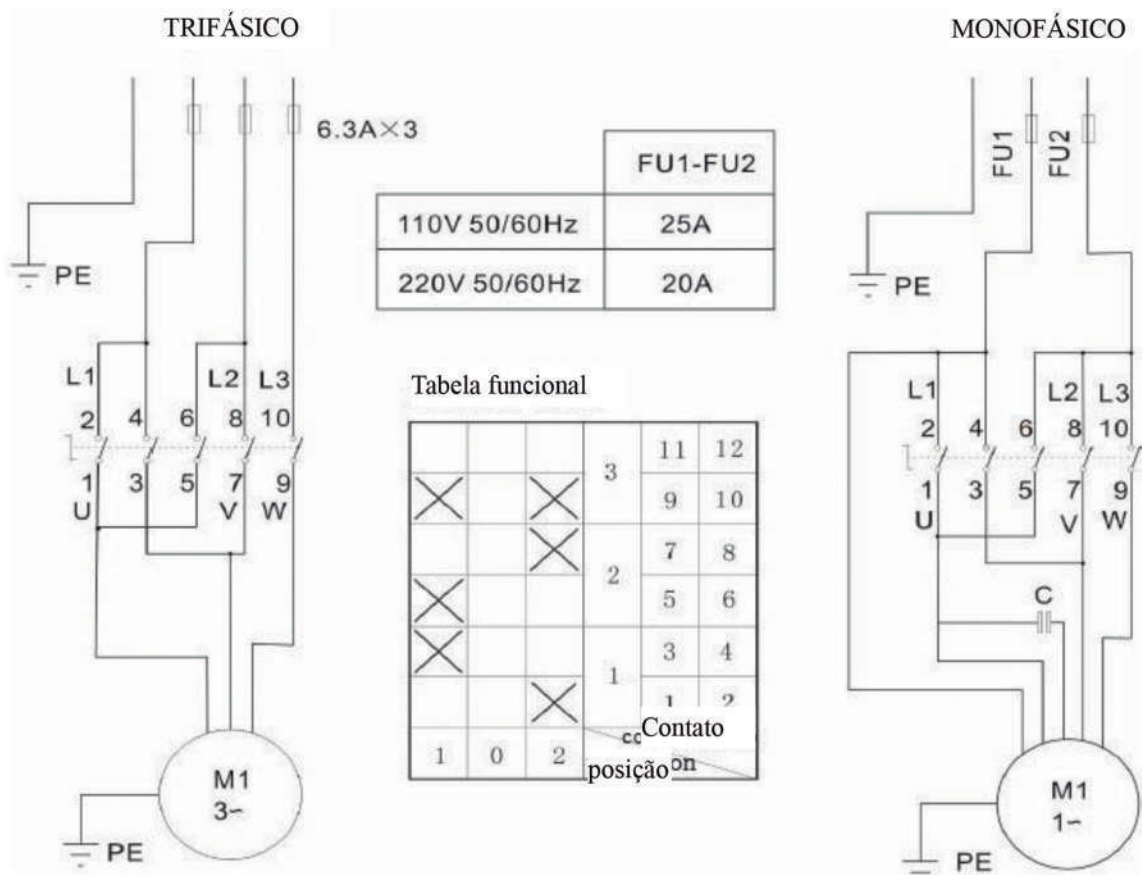 TRIFÁSICO
MONOFÁSICO
6.3A×3
FU1-FU2
110V 50/60Hz 25A
220V 50/60Hz 20A
FU1
FU2
PE
PE
L1 L2 L3
2 4 6 8 10
1 3 5 7 9
U V W
M1
3~
PE
Tabela funcional
3 11 12
9 10
2 7 8
5 6
1 3 4
1 2
Contato
1 0 2 posição
L1 L2 L3
2 4 6 8 10
1 3 5 7 9
U V W
C
M1
1~
PE